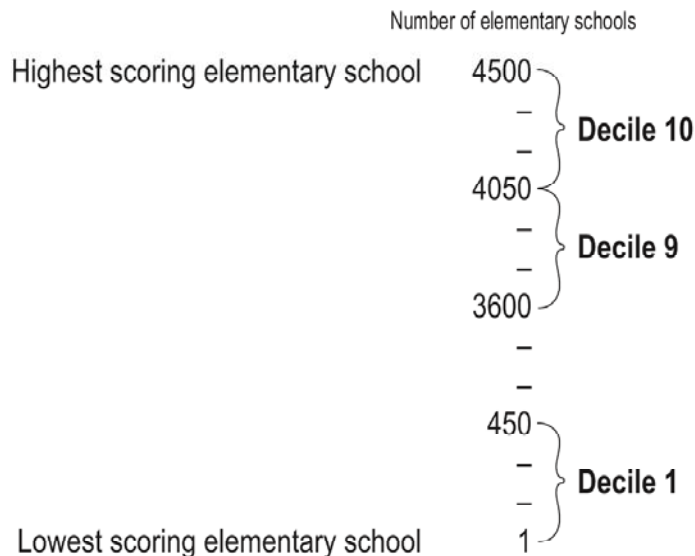 Number of elementary schools
Highest scoring elementary school 4500
–
Decile 10
–
4050
–
Decile 9
–
3600
–
–
450
–
Decile 1
–
Lowest scoring elementary school 1